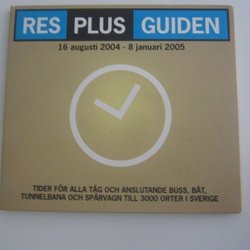 RES PLUS GUIDEN
16 augusti 2004 - 8 januari 2005
TIDER FÖR ALLA TÅG OCH ANSLUTANDE BUSS, BÅT,
TUNNELBANA OCH SPÅRVAGN TILL 3000 ORTER I SVERIGE